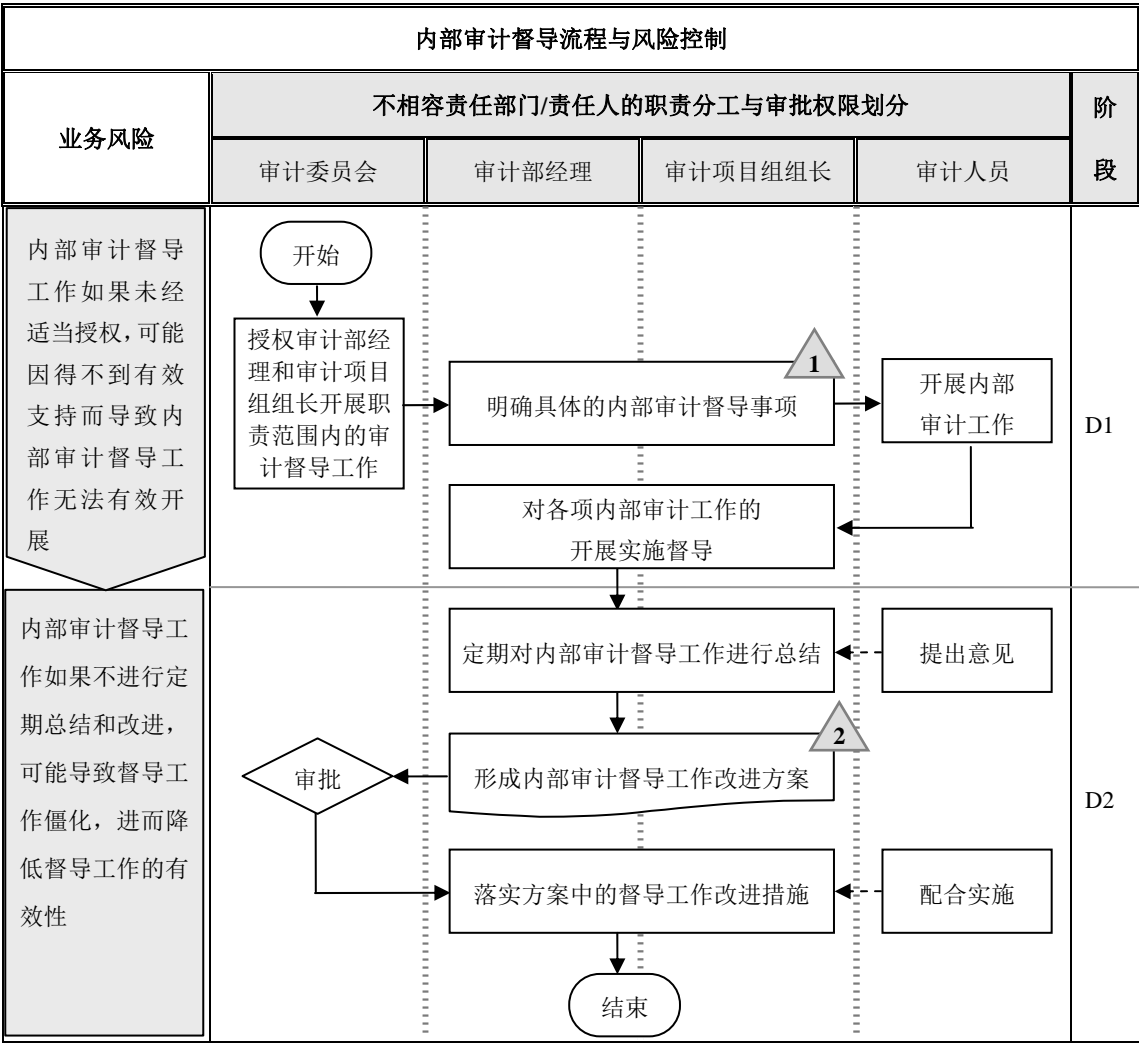 内部审计督导流程与风险控制
业务风险
不相容责任部门/责任人的职责分工与审批权限划分
阶
段
审计委员会
审计部经理
审计项目组组长
审计人员
内部审计督导
工作如果未经
适当授权，可能
因得不到有效
支持而导致内
部审计督导工
作无法有效开
展
开始
授权审计部经
理和审计项目
组组长开展职
责范围内的审
计督导工作
1
明确具体的内部审计督导事项
开展内部
审计工作
对各项内部审计工作的
开展实施督导
D1
内部审计督导工
作如果不进行定
期总结和改进，
可能导致督导工
作僵化，进而降
低督导工作的有
效性
定期对内部审计督导工作进行总结
提出意见
2
审批
形成内部审计督导工作改进方案
落实方案中的督导工作改进措施
配合实施
结束
D2